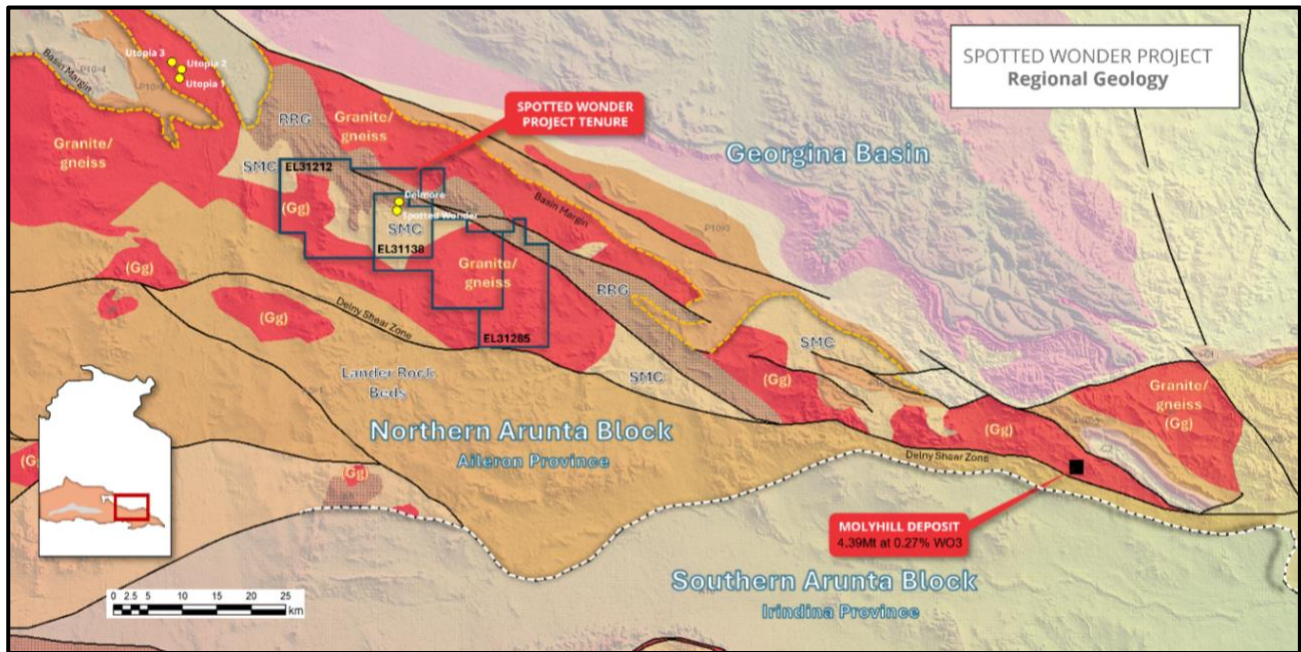 SPOTTED WONDER PROJECT
Regional Geology
Utopia 3
Utopia 2
Utopia 1
Basin Margin
Granite/
gneiss
RRG
Granite/
gneiss
SPOTTED WONDER
PROJECT TENURE
Georgina Basin
SMC
EL31212
(Gg)
Delmore
Spotted Wonder
SMC
EL31138
Basin Margin
Granite/
gneiss
(Gg)
(Gg)
Delny Shear Zone
EL31285
RRG
SMC
SMC
Lander Rock
Beds
(Gg)
Granite/
gneiss
(Gg)
Northern Arunta Block
Aileron Province
(Gg)
Delny Shear Zone
(Gg)
(Gg)
MOLYHILL DEPOSIT
4.39Mt at 0.27% WO3
Southern Arunta Block
Irindina Province
0 2.5 5 10 15 20 25
km